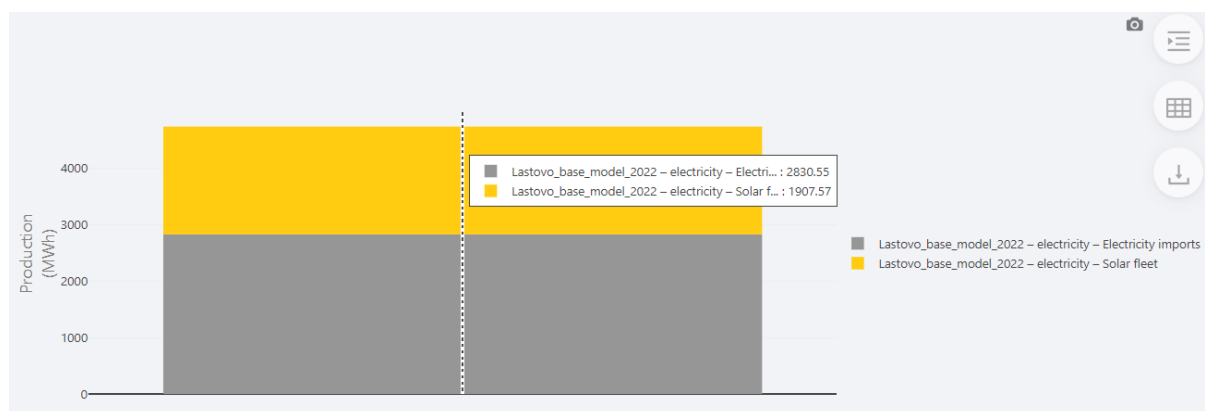 4000
3000
2000
1000
0
Production
(MWh)
Lastovo_base_model_2022 – electricity – Electri... : 2830.55
Lastovo_base_model_2022 – electricity – Solar f... : 1907.57
Lastovo_base_model_2022 – electricity – Electricity imports
Lastovo_base_model_2022 – electricity – Solar fleet